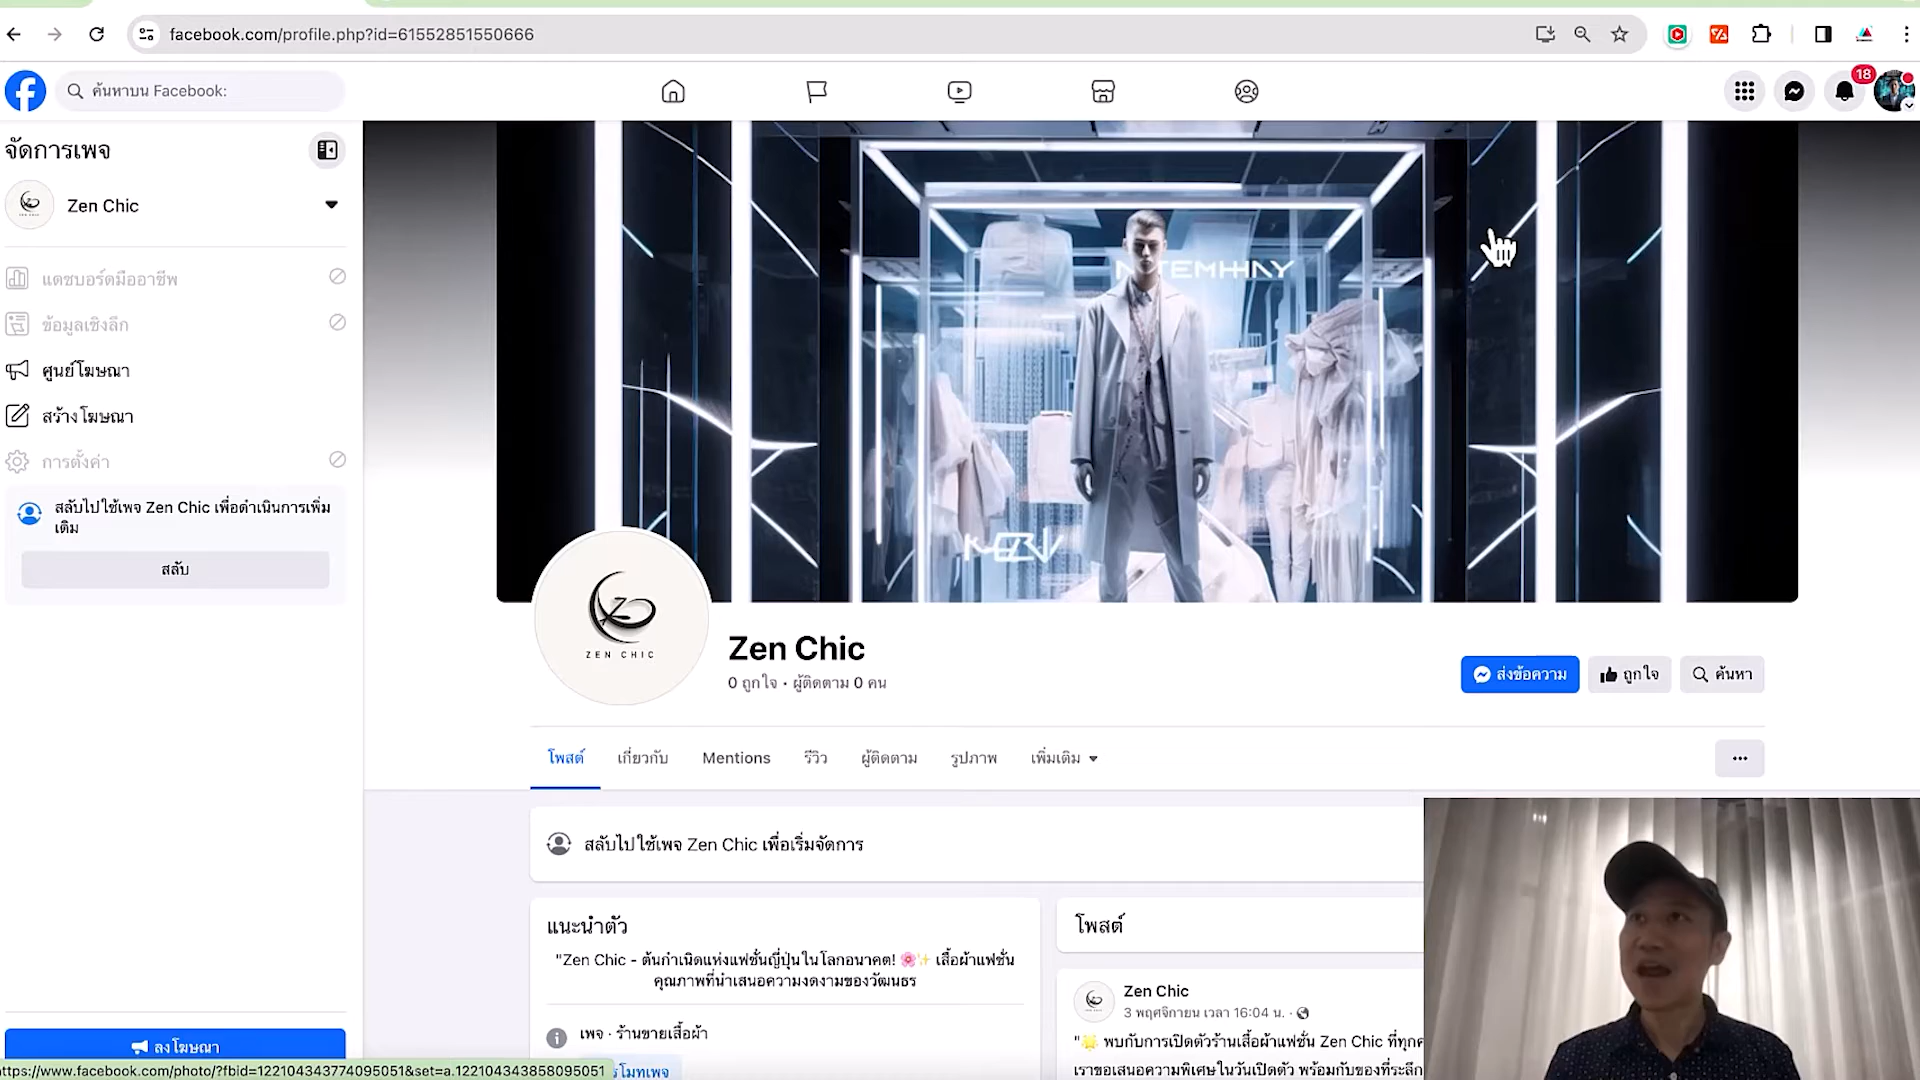 facebook.com/profile.php?id=61552851550666
ค้นหาบน Facebook:
18
จัดการเพจ
Zen Chic
แดชบอร์ดมืออาชีพ
ข้อมูลเชิงลึก
ศูนย์โฆษณา
สร้างโฆษณา
การตั้งค่า
สลับไปใช้เพจ Zen Chic เพื่อดำเนินการเพิ่ม
เติม
สลับ
ZEN CHIC
Zen Chic
0 ถูกใจ • ผู้ติดตาม 0 คน
ส่งข้อความ
ถูกใจ
ค้นหา
โพสต์
เกี่ยวกับ
Mentions
รีวิว
ผู้ติดตาม
รูปภาพ
เพิ่มเติม
สลับไปใช้เพจ Zen Chic เพื่อเริ่มจัดการ
แนะนำตัว
"Zen Chic - ต้นกำเนิดแห่งแฟชั่นญี่ปุ่นในโลกอนาคต! 🌸✨ เสื้อผ้าแฟชั่น
คุณภาพที่นำเสนอความงดงามของวัฒนธร
เพจ · ร้านขายเสื้อผ้า
โพสต์
Zen Chic
3 พฤศจิกายน เวลา 16:04 น. ·
"🌟 พบกับการเปิดตัวร้านเสื้อผ้าแฟชั่น Zen Chic ที่ทุกค
เราขอเสนอความพิเศษในวันเปิดตัว พร้อมกับของที่ระลึก
ลงโฆษณา
ttps://www.facebook.com/photo/?fbid=122104343774095051&set=a.122104343858095051
รโมทเพจ